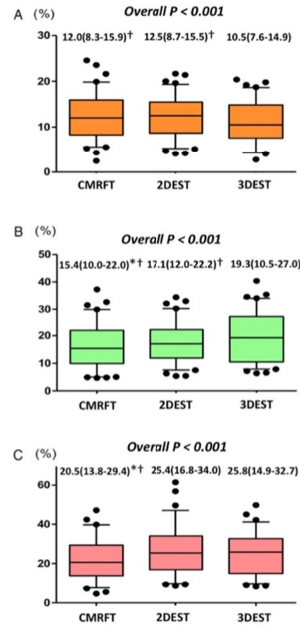 A (%)
Overall P < 0.001
12.0(8.3-15.9)† 12.5(8.7-15.5)† 10.5(7.6-14.9)
30
20
10
0
CMRFT 2DEST 3DEST
B (%)
Overall P < 0.001
15.4(10.0-22.0)*† 17.1(12.0-22.2)† 19.3(10.5-27.0)
50
40
30
20
10
0
CMRFT 2DEST 3DEST
C (%)
Overall P < 0.001
20.5(13.8-29.4)*† 25.4(16.8-34.0) 25.8(14.9-32.7)
60
40
20
0
CMRFT 2DEST 3DEST